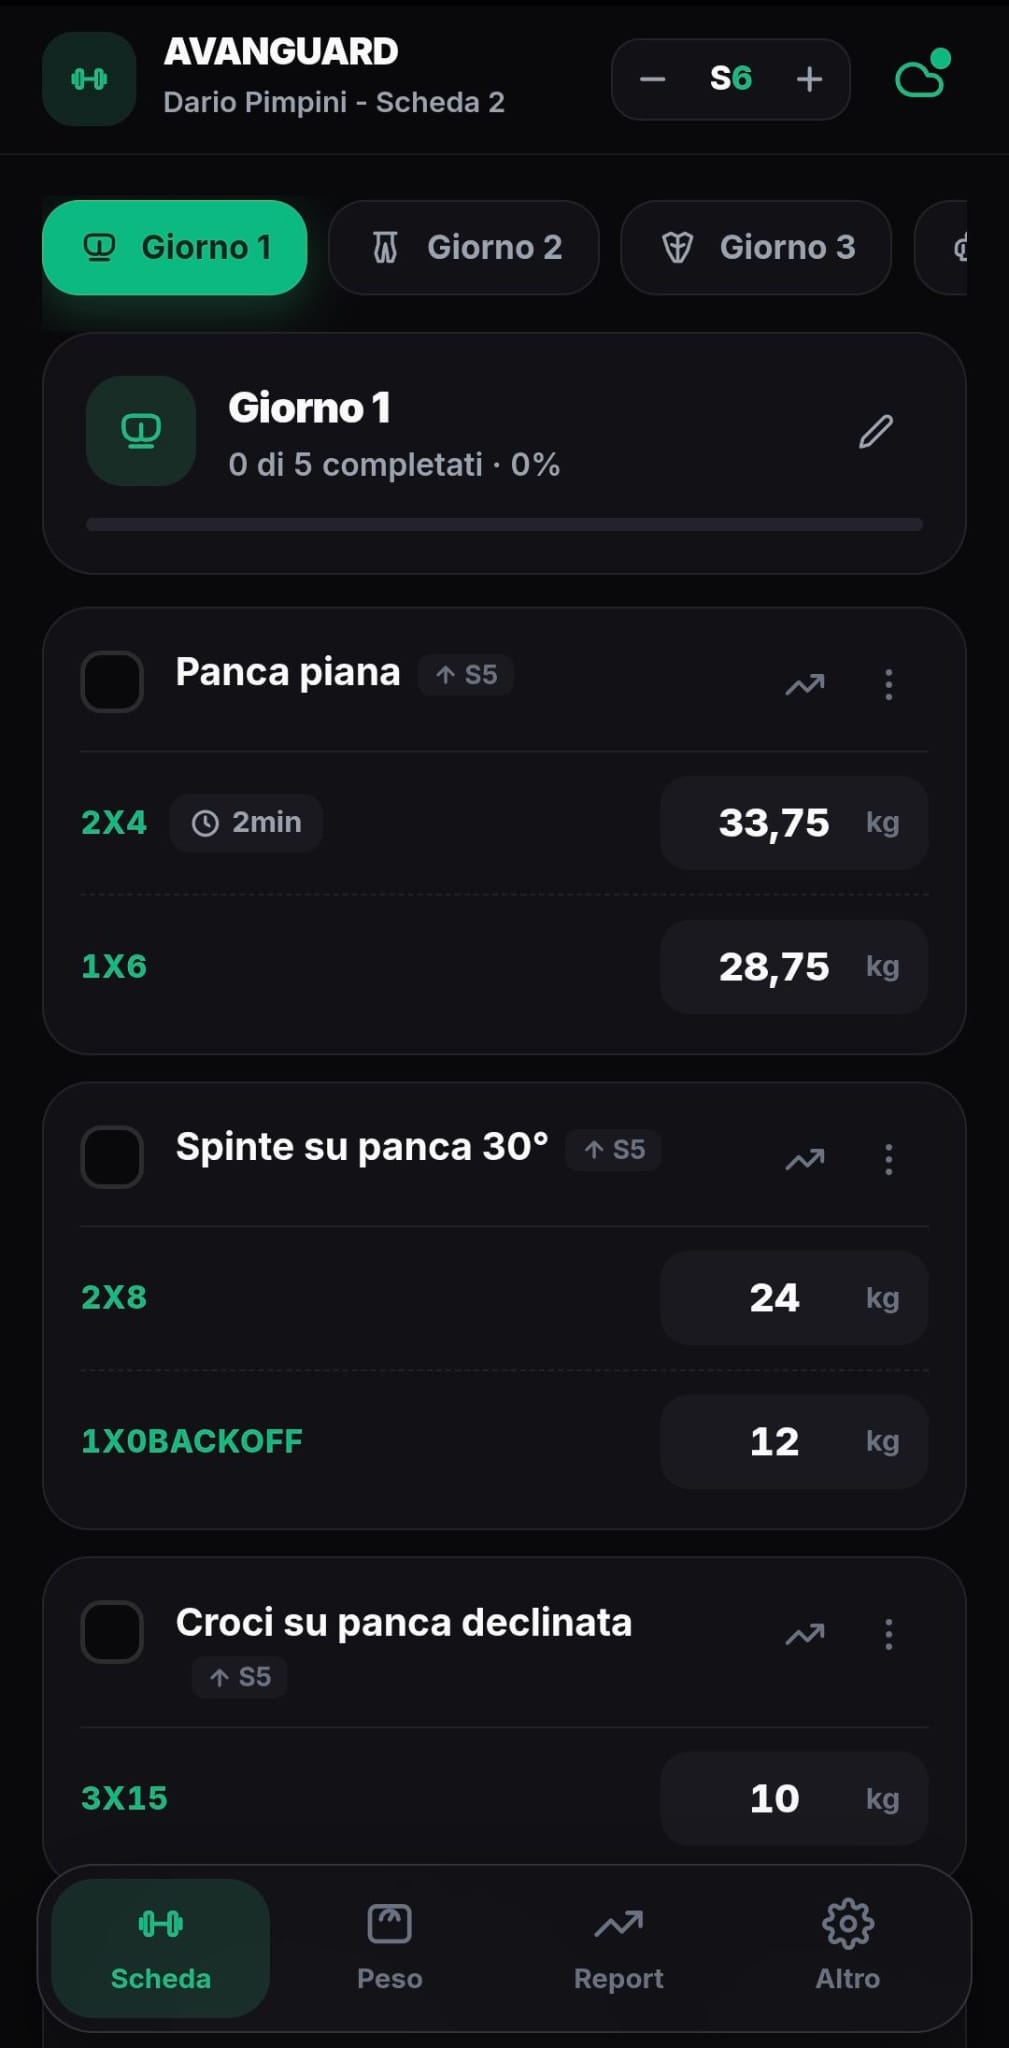 AVANGUARD
Dario Pimpini - Scheda 2
S6
Giorno 1
Giorno 2
Giorno 3
Giorno 1
0 di 5 completati · 0%
Panca piana ↑ S5
2X4 2min 33,75 kg
1X6 28,75 kg
Spinte su panca 30° ↑ S5
2X8 24 kg
1X0BACKOFF 12 kg
Croci su panca declinata
↑ S5
3X15 10 kg
Scheda
Peso
Report
Altro